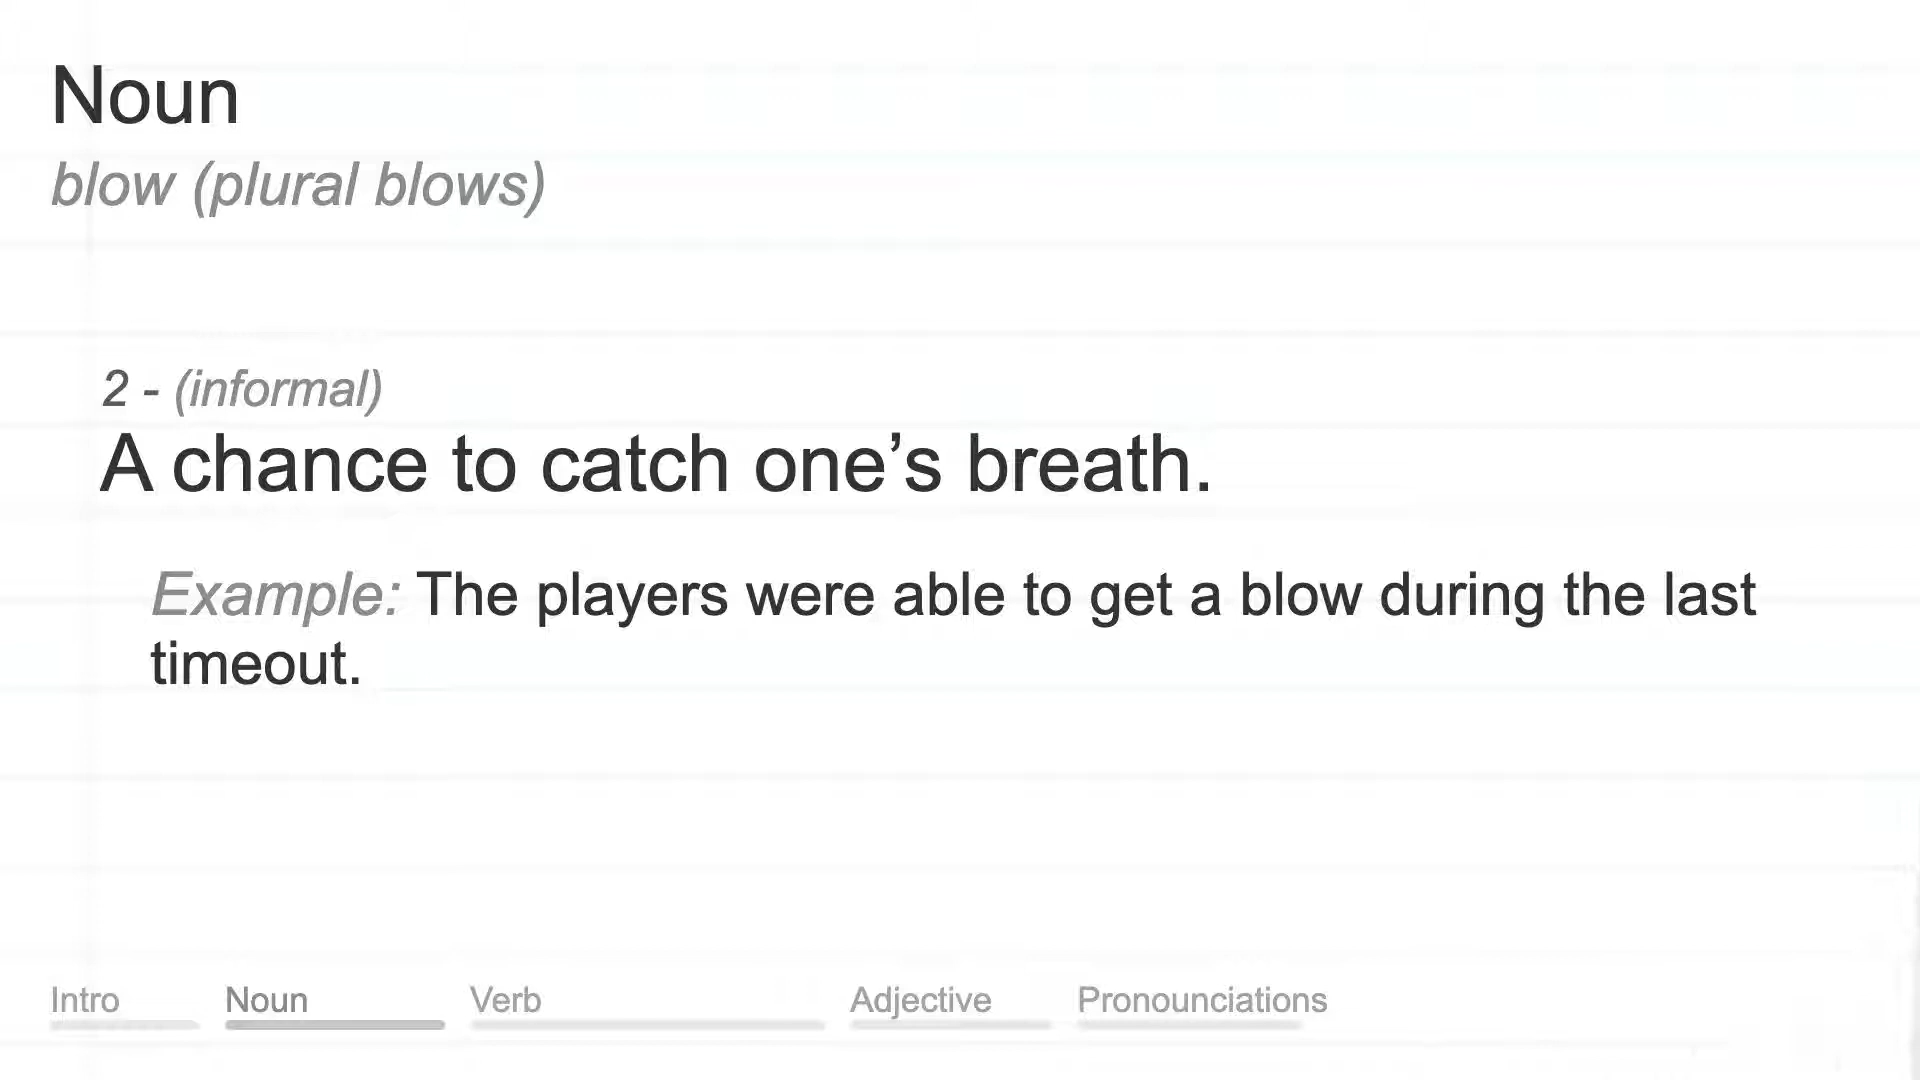 Noun
blow (plural blows)
2 - (informal)
A chance to catch one’s breath.
Example: The players were able to get a blow during the last
timeout.
Intro Noun Verb Adjective Pronounciations